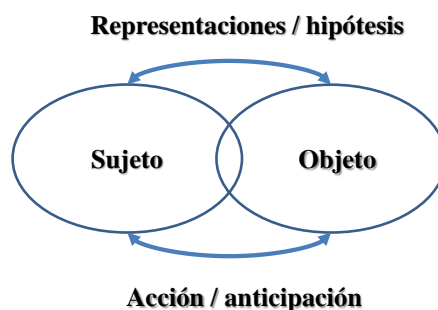 Representaciones / hipótesis
Sujeto Objeto
Acción / anticipación